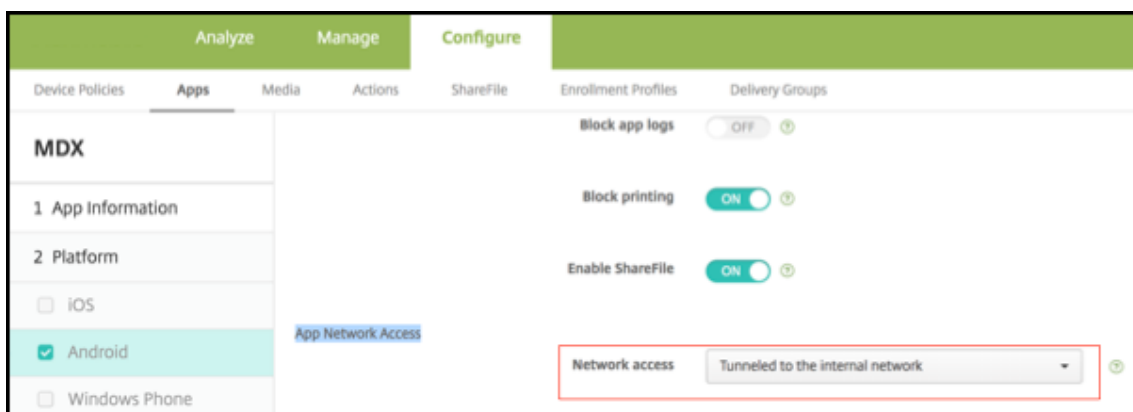 Analyze Manage Configure
Device Policies Apps Media Actions ShareFile Enrollment Profiles Delivery Groups
MDX
1 App Information
2 Platform
iOS
Android
Windows Phone
Block app logs OFF
Block printing ON
Enable ShareFile ON
App Network Access
Network access Tunneled to the internal network